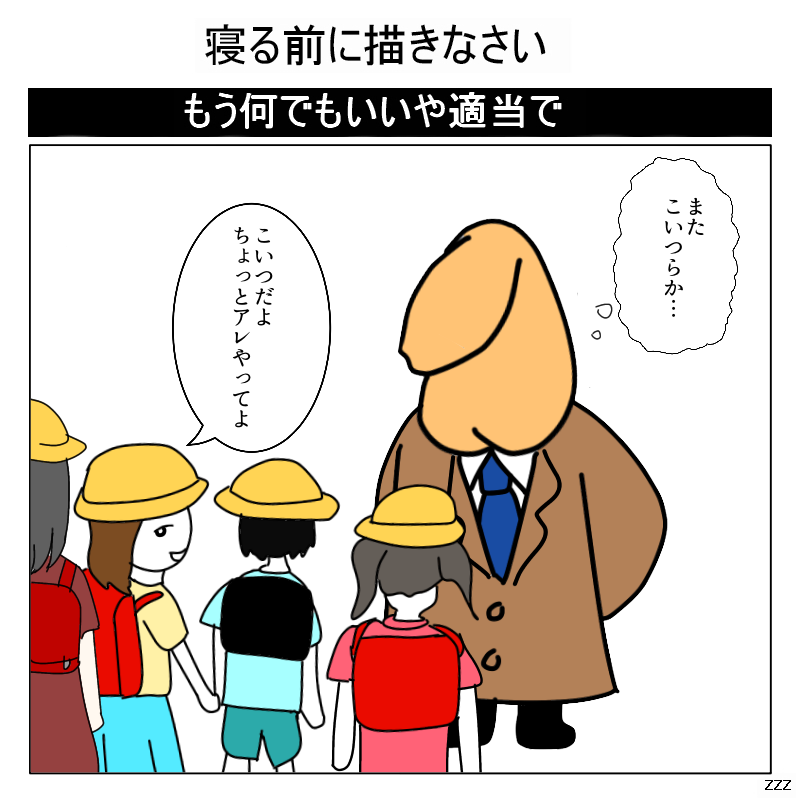 寝る前に描きなさい
もう何でもいいや適当で
また
こいつらか…
こいつだよ
ちょっとアレやってよ
zzz